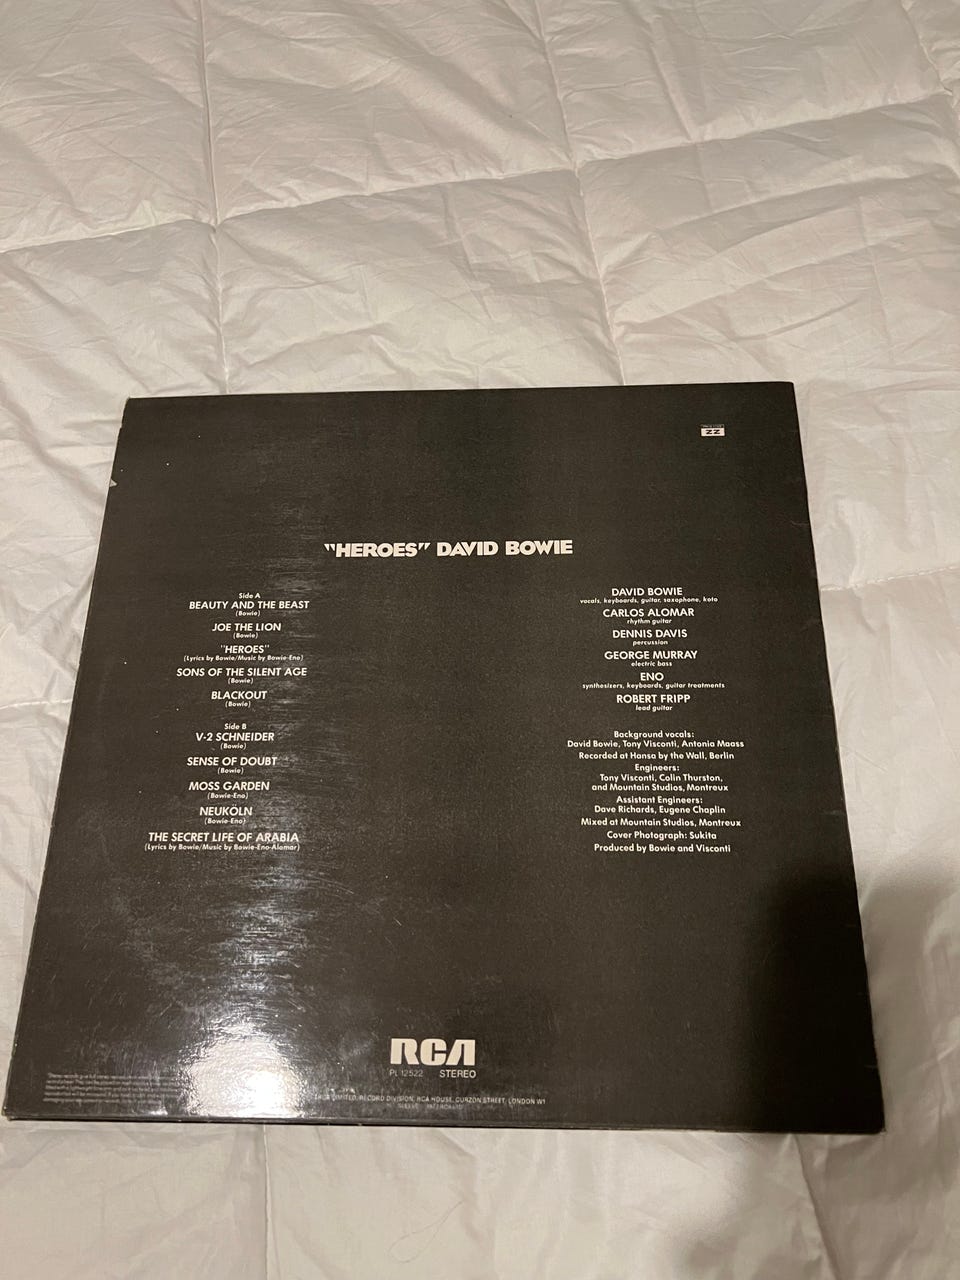 ZZ
"HEROES" DAVID BOWIE
Side A
BEAUTY AND THE BEAST
(Bowie)
JOE THE LION
(Bowie)
"HEROES"
(Lyrics by Bowie/Music by Bowie-Eno)
SONS OF THE SILENT AGE
(Bowie)
BLACKOUT
(Bowie)
Side B
V-2 SCHNEIDER
(Bowie)
SENSE OF DOUBT
(Bowie)
MOSS GARDEN
(Bowie-Eno)
NEUKÖLN
(Bowie-Eno)
THE SECRET LIFE OF ARABIA
(Lyrics by Bowie/Music by Bowie-Eno-Alomar)
DAVID BOWIE
vocals, keyboards, guitar, saxophone, koto
CARLOS ALOMAR
rhythm guitar
DENNIS DAVIS
percussion
GEORGE MURRAY
electric bass
ENO
synthesizers, keyboards, guitar treatments
ROBERT FRIPP
lead guitar
Background vocals:
David Bowie, Tony Visconti, Antonia Maass
Recorded at Hansa by the Wall, Berlin
Engineers:
Tony Visconti, Colin Thurston,
and Mountain Studios, Montreux
Assistant Engineers:
Dave Richards, Eugene Chaplin
Mixed at Mountain Studios, Montreux
Cover Photograph: Sukita
Produced by Bowie and Visconti
RCA
PL 12522 STEREO
LIMITED, RECORD DIVISION, RCA HOUSE, CURZON STREET, LONDON W1